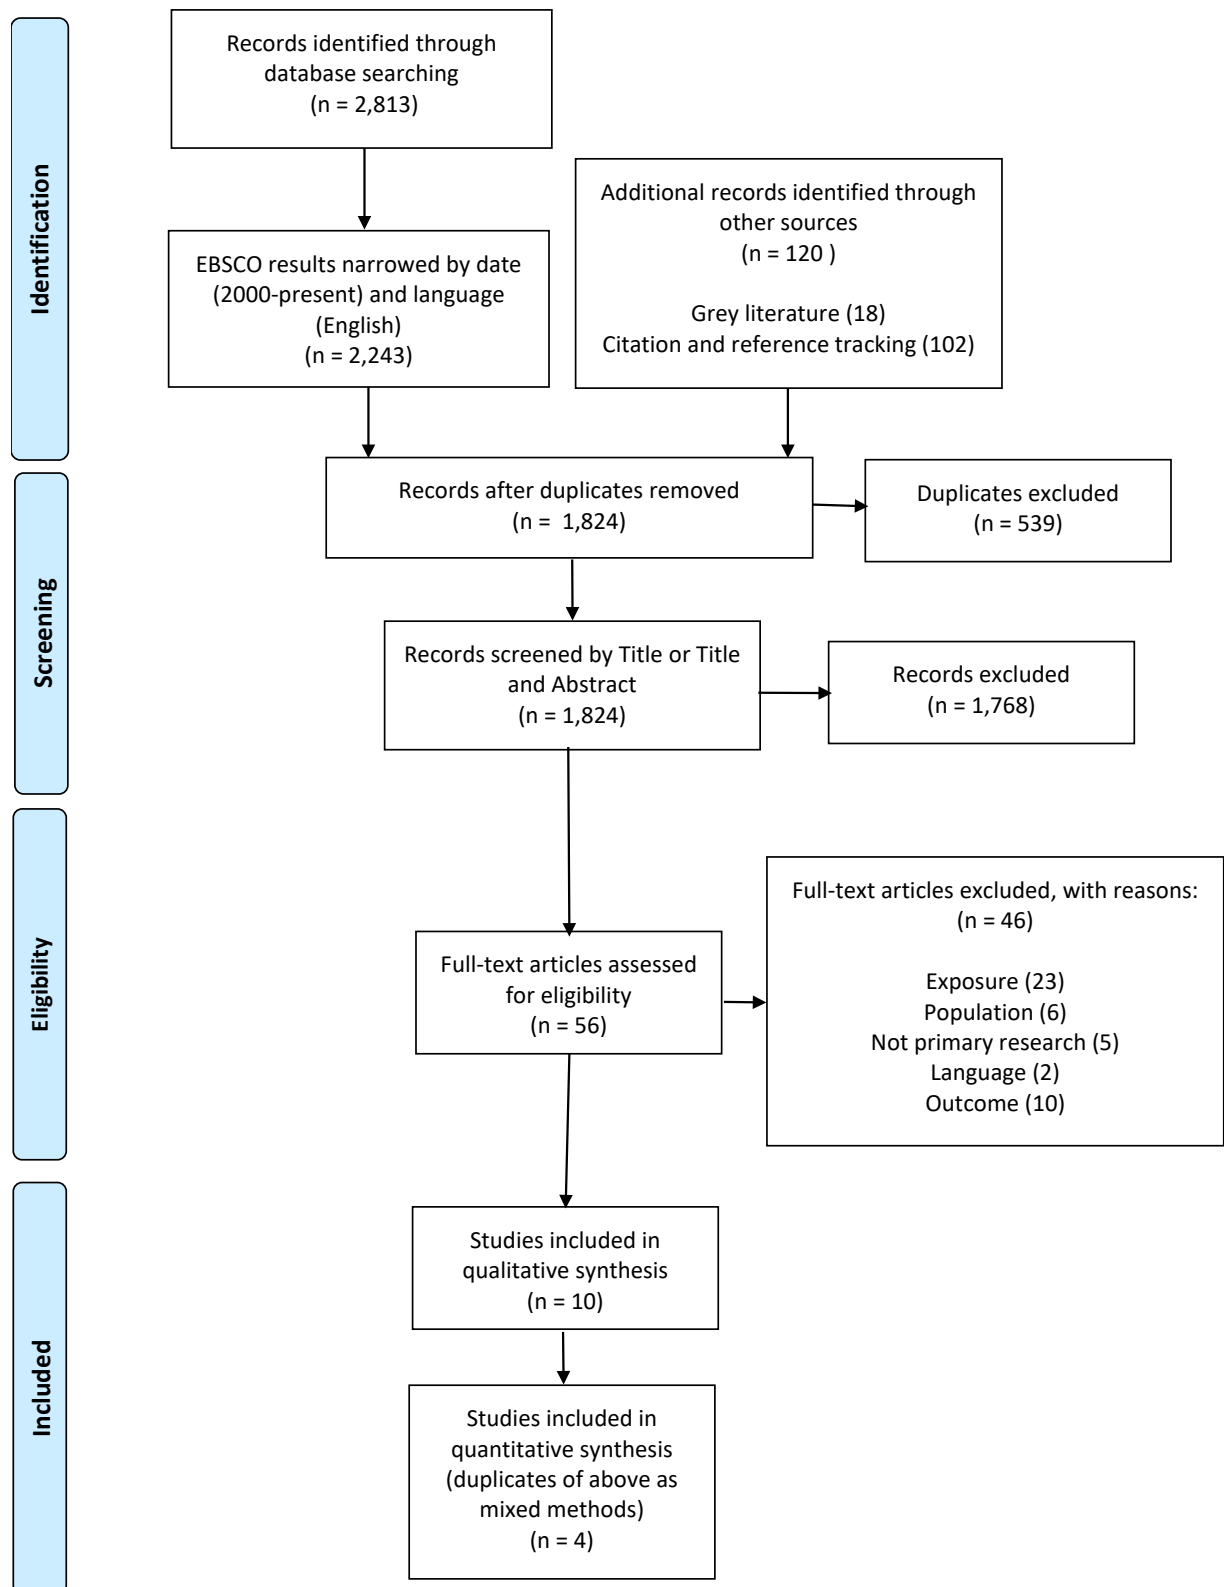 Identification
Records identified through
database searching
(n = 2,813)
Additional records identified through
other sources
(n = 120 )
Grey literature (18)
Citation and reference tracking (102)
EBSCO results narrowed by date
(2000-present) and language
(English)
n = 2,243)
Screening
Records after duplicates removed
(n =  1,824)
Duplicates excluded
(n = 539)
Records screened by Title or Title
and Abstract
(n = 1,824)
Records excluded
(n = 1,768)
Eligibility
Full-text articles assessed
for eligibility
(n = 56)
Full-text articles excluded, with reasons:
(n = 46)
Exposure (23)
Population (6)
Not primary research (5)
Language (2)
Outcome (10)
Included
Studies included in
qualitative synthesis
(n = 10)
Studies included in
quantitative synthesis
(duplicates of above as
mixed methods)
(n = 4)